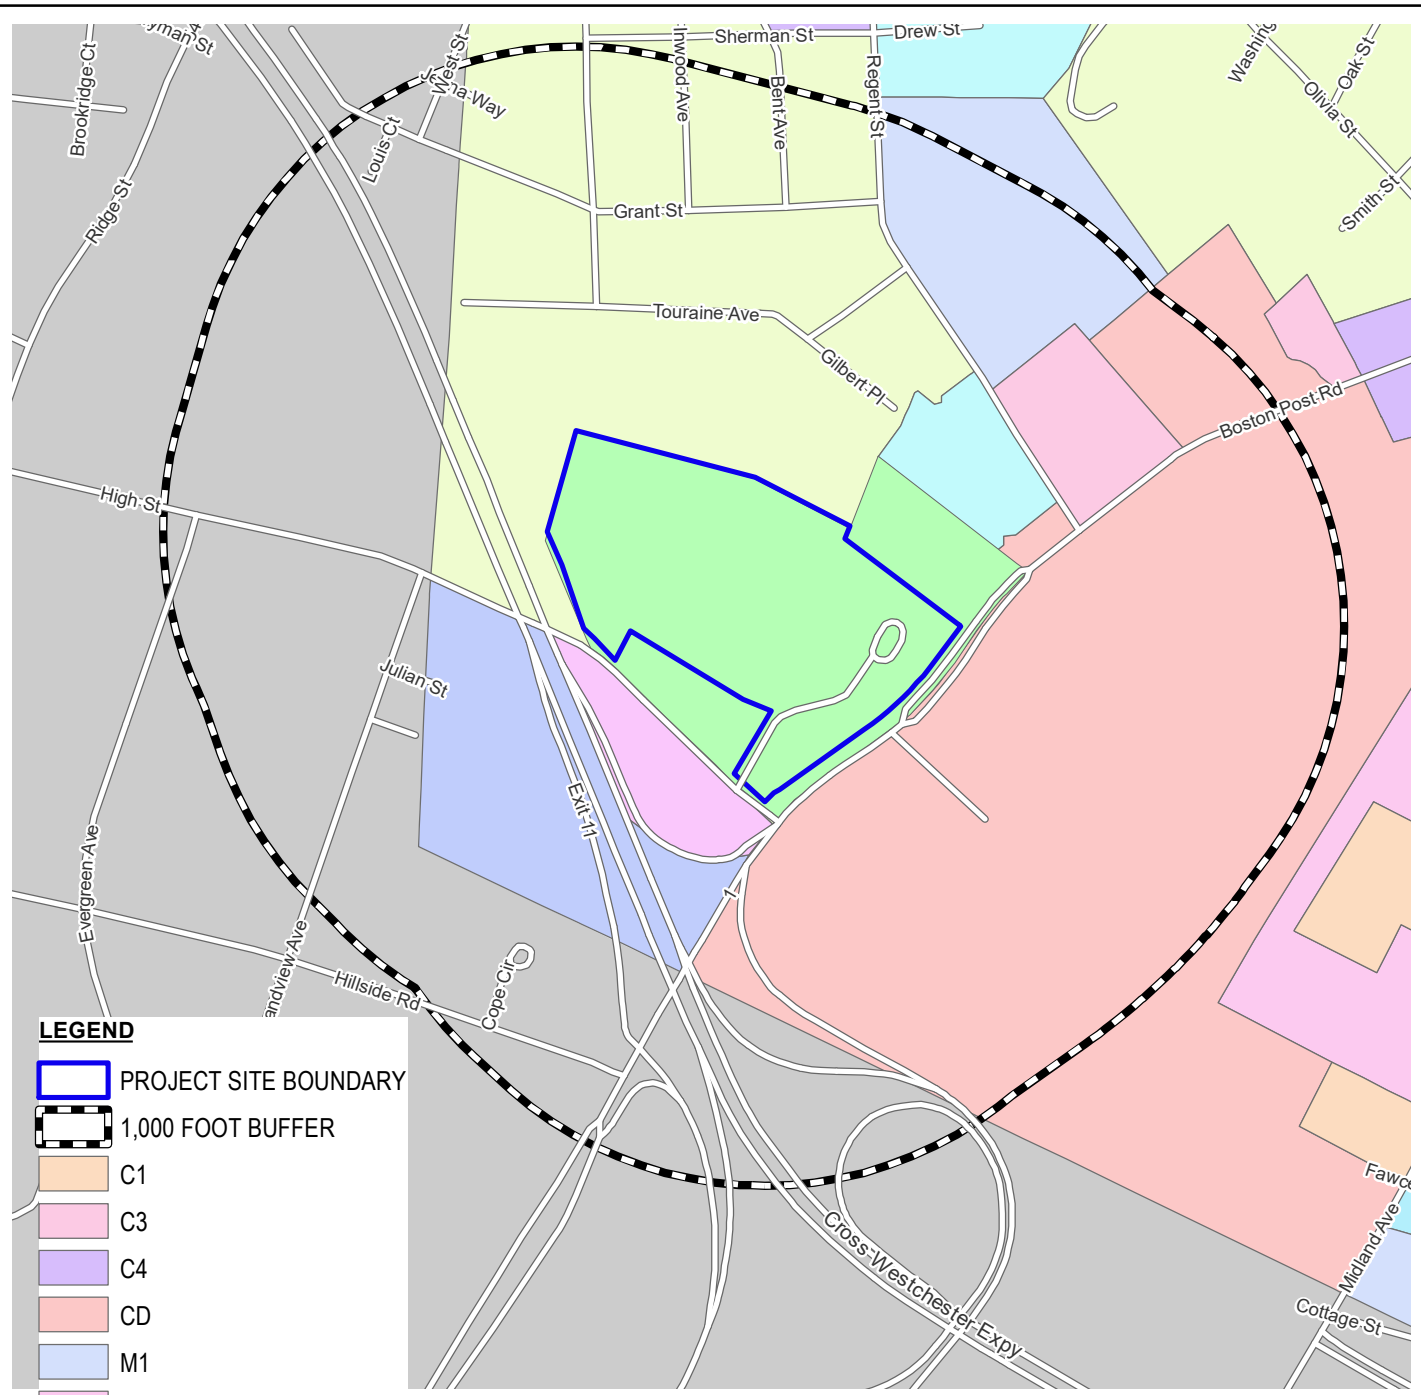 Sherman St
Drew St
West St
Way
Brookridge Ct
Louis Ct
Inwood Ave
Bent Ave
Regent St
Oak St
Olivia St
Smith St
Ridge St
Grant St
Touraine Ave
Gilbert Pl
Boston Post Rd
High St
Julian St
Exit 11
1
Evergreen Ave
Hillside Rd
Cope Cir
Cross Westchester Expy
Midland Ave
Cottage St
LEGEND
PROJECT SITE BOUNDARY
1,000 FOOT BUFFER
C1
C3
C4
CD
M1